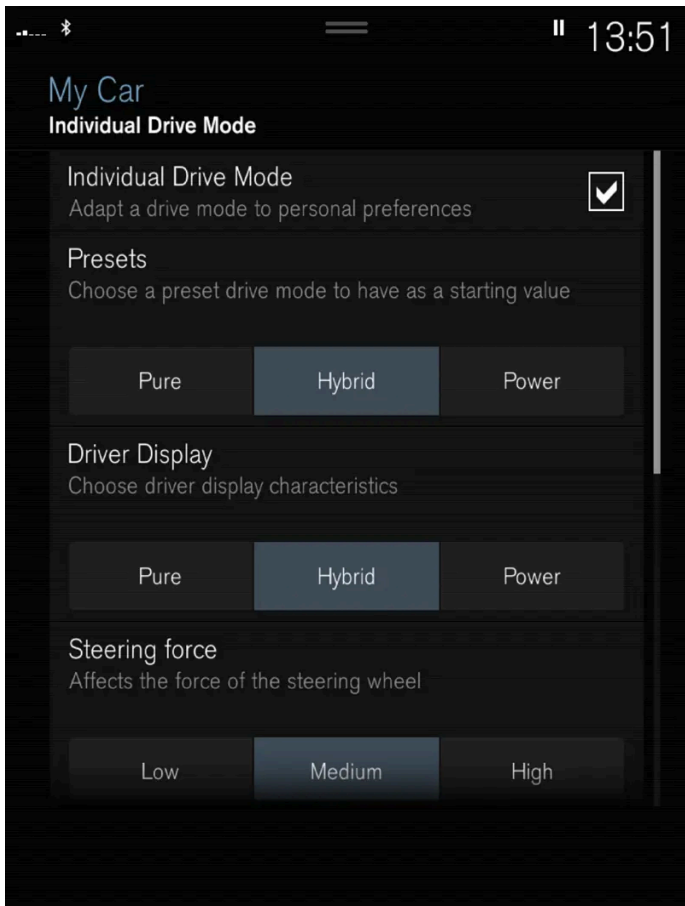 13:51
My Car
Individual Drive Mode
Individual Drive Mode
Adapt a drive mode to personal preferences
Presets
Choose a preset drive mode to have as a starting value
Pure Hybrid Power
Driver Display
Choose driver display characteristics
Pure Hybrid Power
Steering force
Affects the force of the steering wheel
Low Medium High